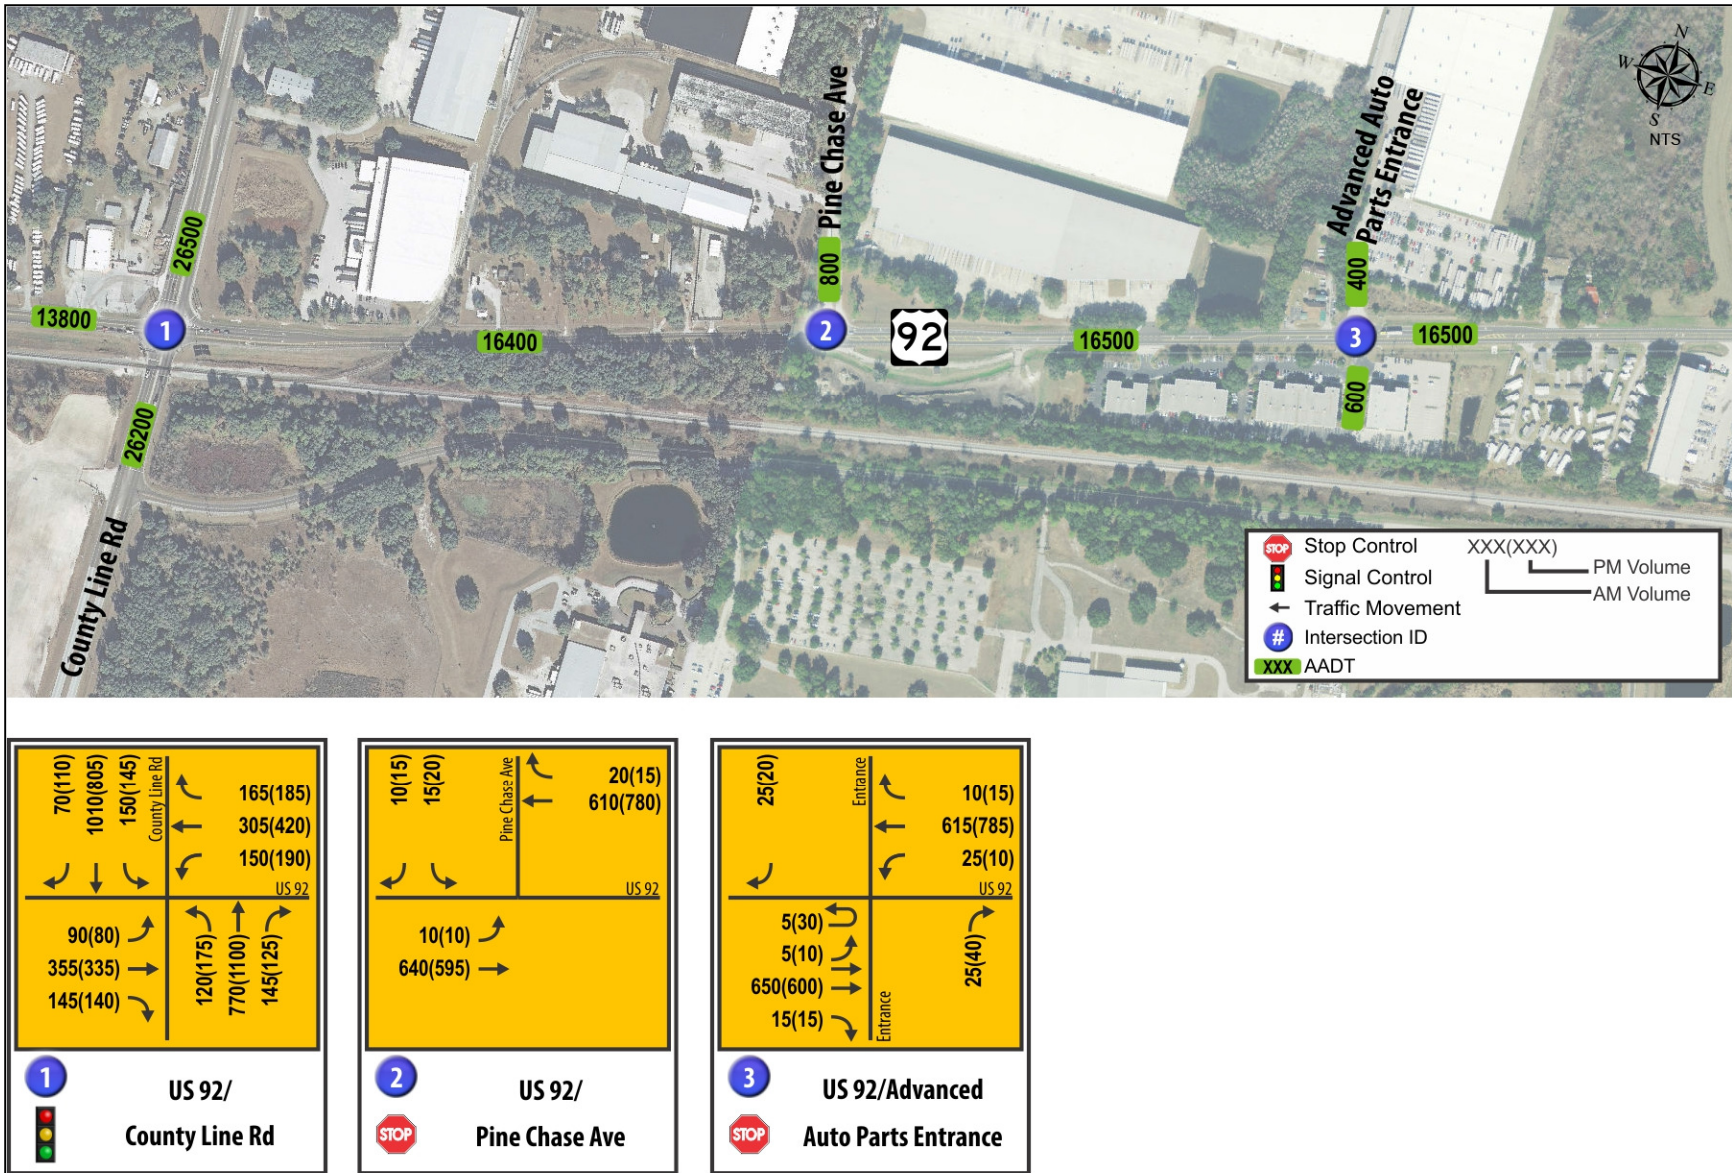 N
W
E
S
NTS
Pine Chase Ave
Advanced Auto
Parts Entrance
26500
13800
1
16400
800
2
92
16500
400
3
16500
600
26200
County Line Rd
STOP Stop Control
Signal Control
Traffic Movement
# Intersection ID
XXX AADT
XXX(XXX)
PM Volume
AM Volume
70(110)
1010(805)
150(145)
County Line Rd
165(185)
305(420)
150(190)
US 92
90(80)
355(335)
145(140)
120(175)
770(1100)
145(125)
1
US 92/
County Line Rd
10(15)
15(20)
Pine Chase Ave
20(15)
610(780)
US 92
10(10)
640(595)
2
US 92/
STOP
Pine Chase Ave
25(20)
Entrance
10(15)
615(785)
25(10)
US 92
5(30)
5(10)
650(600)
15(15)
Entrance
25(40)
3
US 92/Advanced
STOP
Auto Parts Entrance